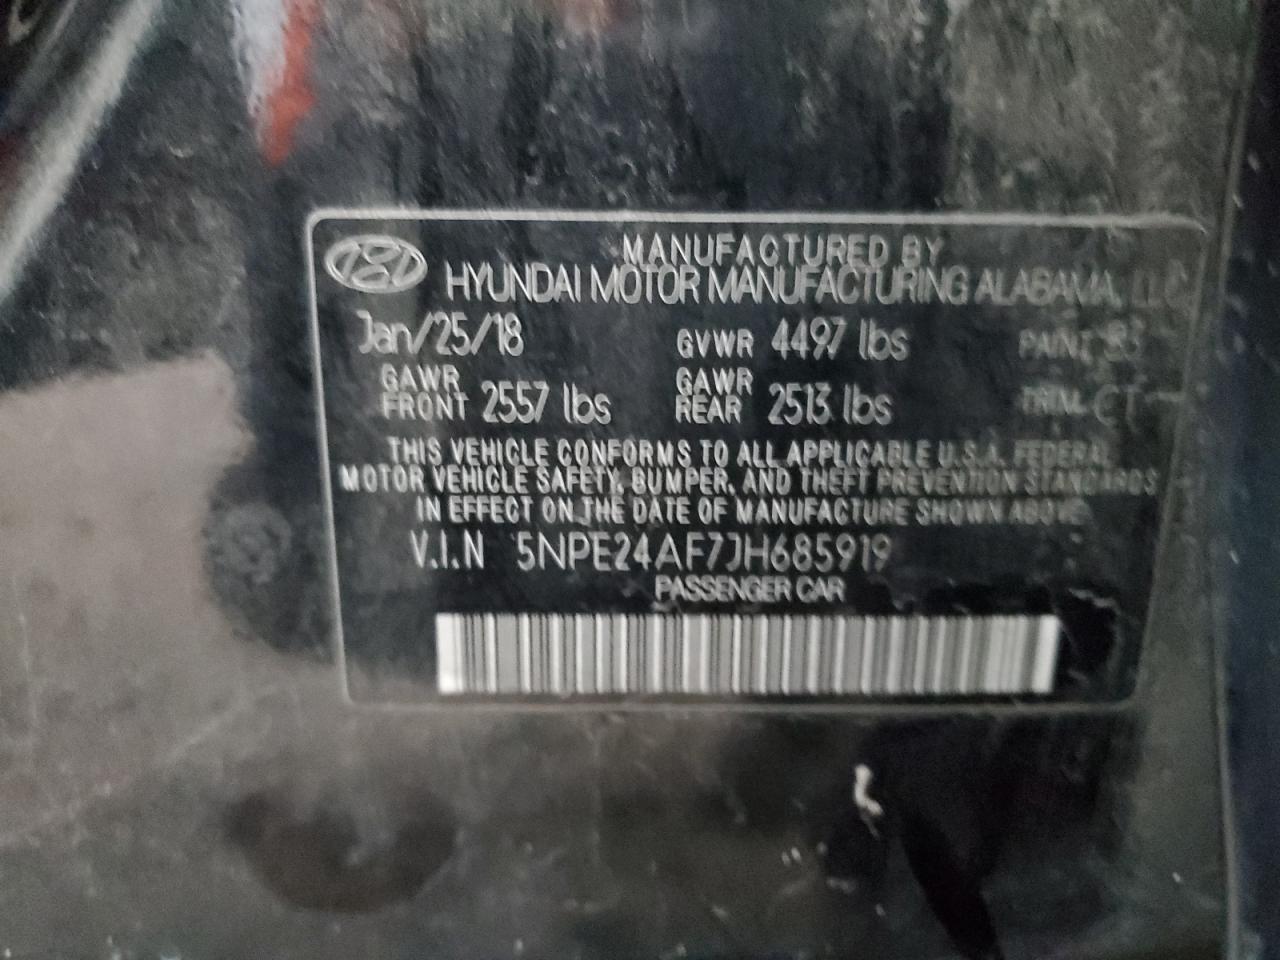 MANUFACTURED BY
HYUNDAI MOTOR MANUFACTURING ALABAMA, LLC
Jan/25/18 GVWR 4497 lbs PAINT
GAWR FRONT 2557 lbs GAWR REAR 2513 lbs TRIM CT
THIS VEHICLE CONFORMS TO ALL APPLICABLE U.S.A. FEDERAL
MOTOR VEHICLE SAFETY, BUMPER, AND THEFT PREVENTION STANDARDS
IN EFFECT ON THE DATE OF MANUFACTURE SHOWN ABOVE
V.I.N 5NPE24AF7JH685919
PASSENGER CAR